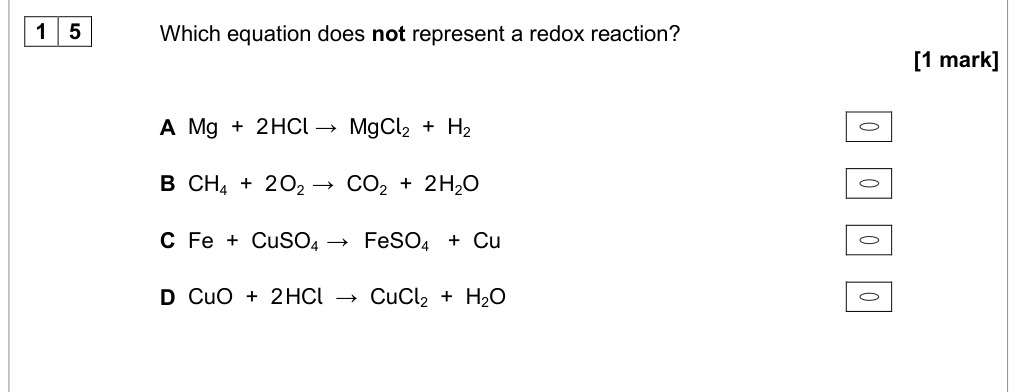 1 5 Which equation does not represent a redox reaction?
[1 mark]
A Mg + 2HCl → MgCl₂ + H₂
B CH₄ + 2O₂ → CO₂ + 2H₂O
C Fe + CuSO₄ → FeSO₄ + Cu
D CuO + 2HCl → CuCl₂ + H₂O